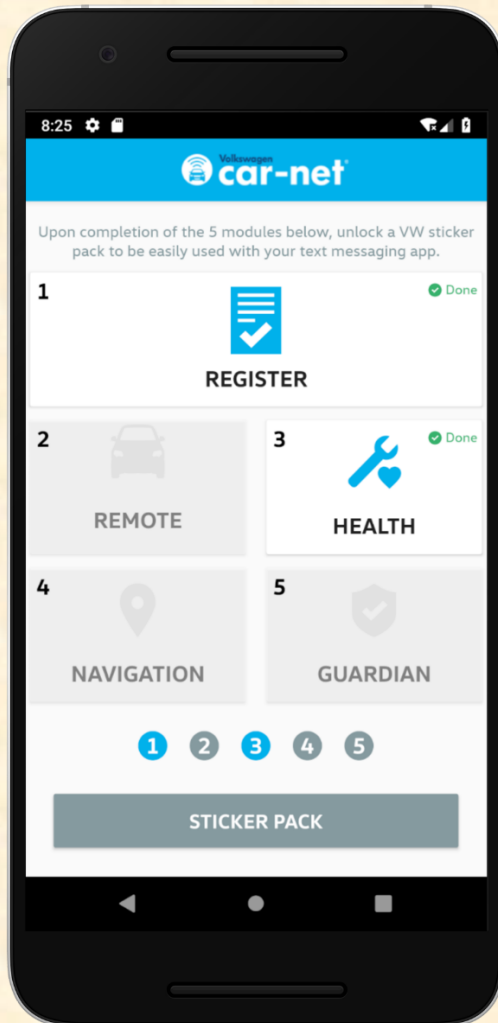 8:25
Volkswagen
car-net
Upon completion of the 5 modules below, unlock a VW sticker
pack to be easily used with your text messaging app.
1
Done
REGISTER
2
REMOTE
3
Done
HEALTH
4
NAVIGATION
5
GUARDIAN
1 2 3 4 5
STICKER PACK